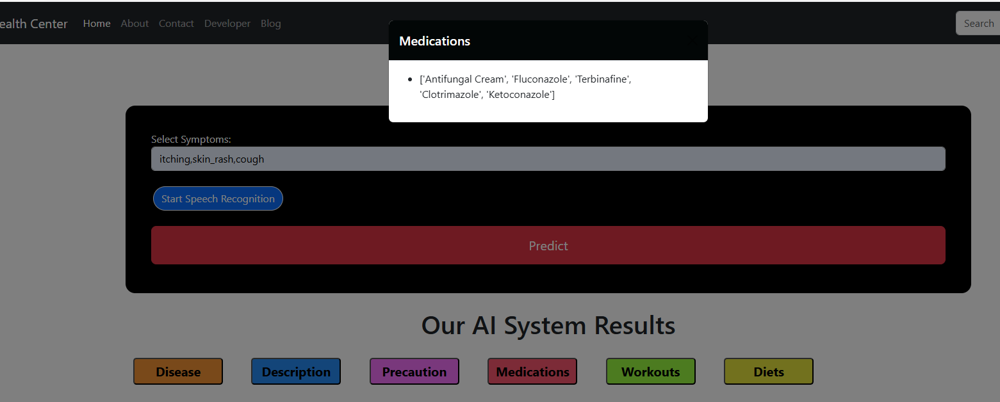 ealth Center Home About Contact Developer Blog Search
Medications
['Antifungal Cream', 'Fluconazole', 'Terbinafine',
'Clotrimazole', 'Ketoconazole']
Select Symptoms:
itching,skin_rash,cough
Start Speech Recognition
Predict
Our AI System Results
Disease Description Precaution Medications Workouts Diets